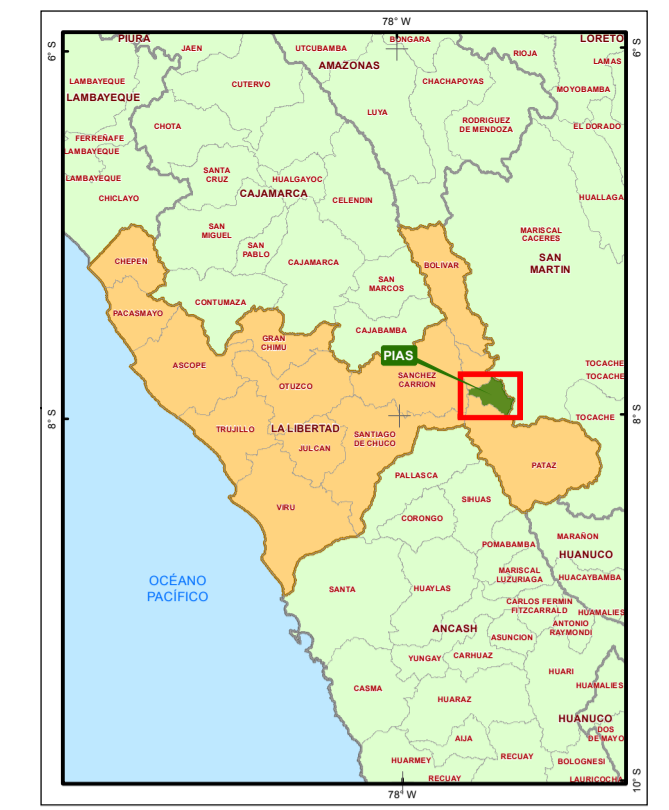 78° W
6° S
6° S
PIURA
JAEN
UTCUBAMBA
BONGARA
LORETO
RIOJA
LAMAS
AMAZONAS
LAMBAYEQUE
CUTERVO
CHACHAPOYAS
MOYOBAMBA
LAMBAYEQUE
LUYA
RODRIGUEZ
DE MENDOZA
CHOTA
EL DORADO
FERREÑAFE
LAMBAYEQUE
SANTA
CRUZ
HUALGAYOC
LAMBAYEQUE
CHICLAYO
CAJAMARCA
CELENDIN
HUALLAGA
SAN
MIGUEL
MARISCAL
CACERES
SAN
PABLO
SAN
MARTIN
CHEPEN
CAJAMARCA
BOLIVAR
SAN
MARCOS
CONTUMAZA
PACASMAYO
CAJABAMBA
GRAN
CHIMU
PIAS
ASCOPE
TOCACHE
TOCACHE
SANCHEZ
CARRION
OTUZCO
8° S
8° S
TOCACHE
TRUJILLO
LA LIBERTAD
SANTIAGO
DE CHUCO
JULCAN
PATAZ
PALLASCA
SIHUAS
VIRU
CORONGO
MARAÑON
POMABAMBA
HUANUCO
MARISCAL
LUZURIAGA
HUACAYBAMBA
OCÉANO
PACÍFICO
SANTA
HUAYLAS
CARLOS FERMIN
FITZCARRALD
HUAMALIES
ANTONIO
RAYMONDI
ANCASH
ASUNCION
YUNGAY
CARHUAZ
HUARI
CASMA
HUAMALIES
HUARAZ
HUANUCO
DOS
DE MAYO
AIJA
HUARMEY
RECUAY
BOLOGNESI
RECUAY
LAURICOCHA
10° S
78° W